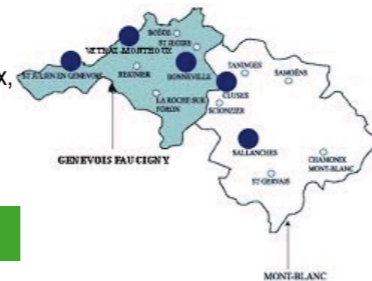 x,
BOËGE
ST JEOIRE
VETRAZ-MONTHOUX
ST JULIEN EN GENEVOIS
REIGNIER
BONNEVILLE
TANINGES
SAMOËNS
CLUSES
LA ROCHE SUR
FORON
SCIONZIER
SALLANCHES
GENEVOIS FAUCIGNY
CHAMONIX
MONT-BLANC
ST GERVAIS
MONT-BLANC